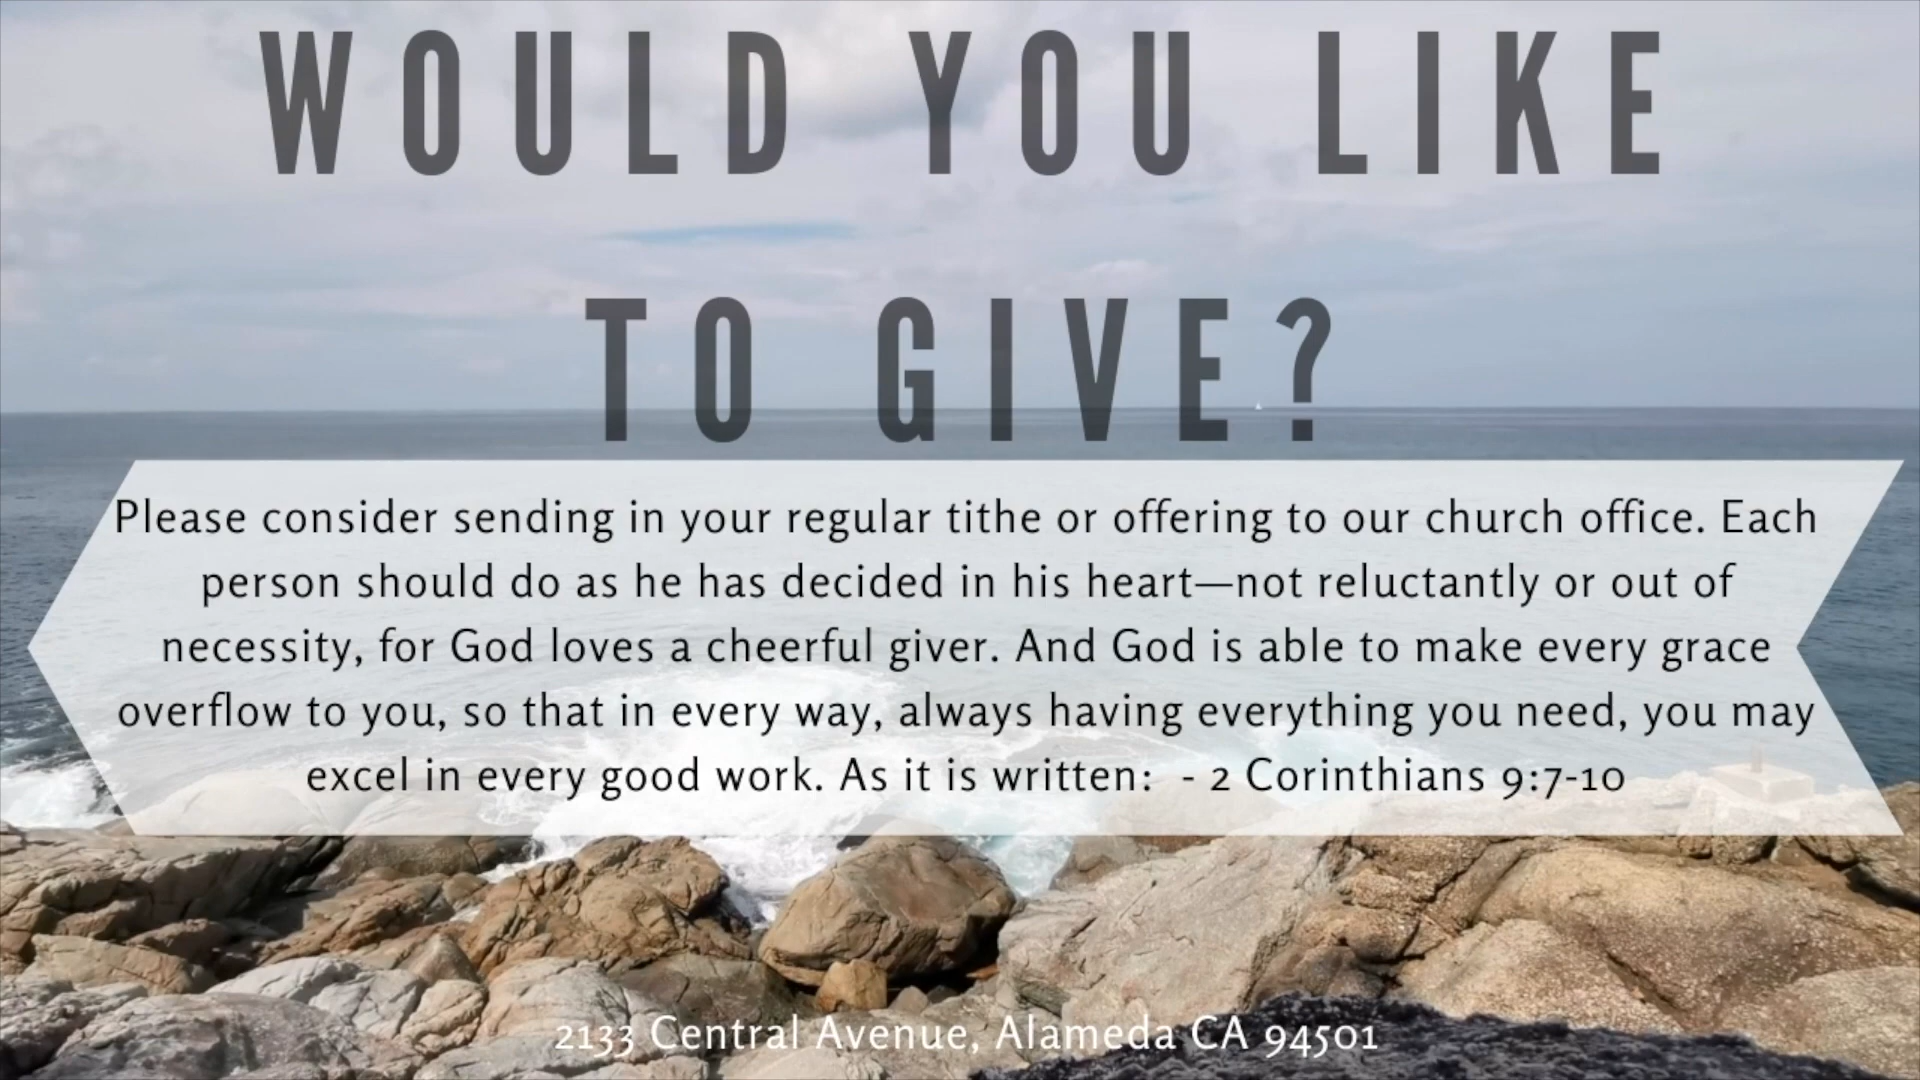 WOULD YOU LIKE
TO GIVE?
Please consider sending in your regular tithe or offering to our church office. Each
person should do as he has decided in his heart—not reluctantly or out of
necessity, for God loves a cheerful giver. And God is able to make every grace
overflow to you, so that in every way, always having everything you need, you may
excel in every good work. As it is written:  - 2 Corinthians 9:7-10
2133 Central Avenue, Alameda CA 94501